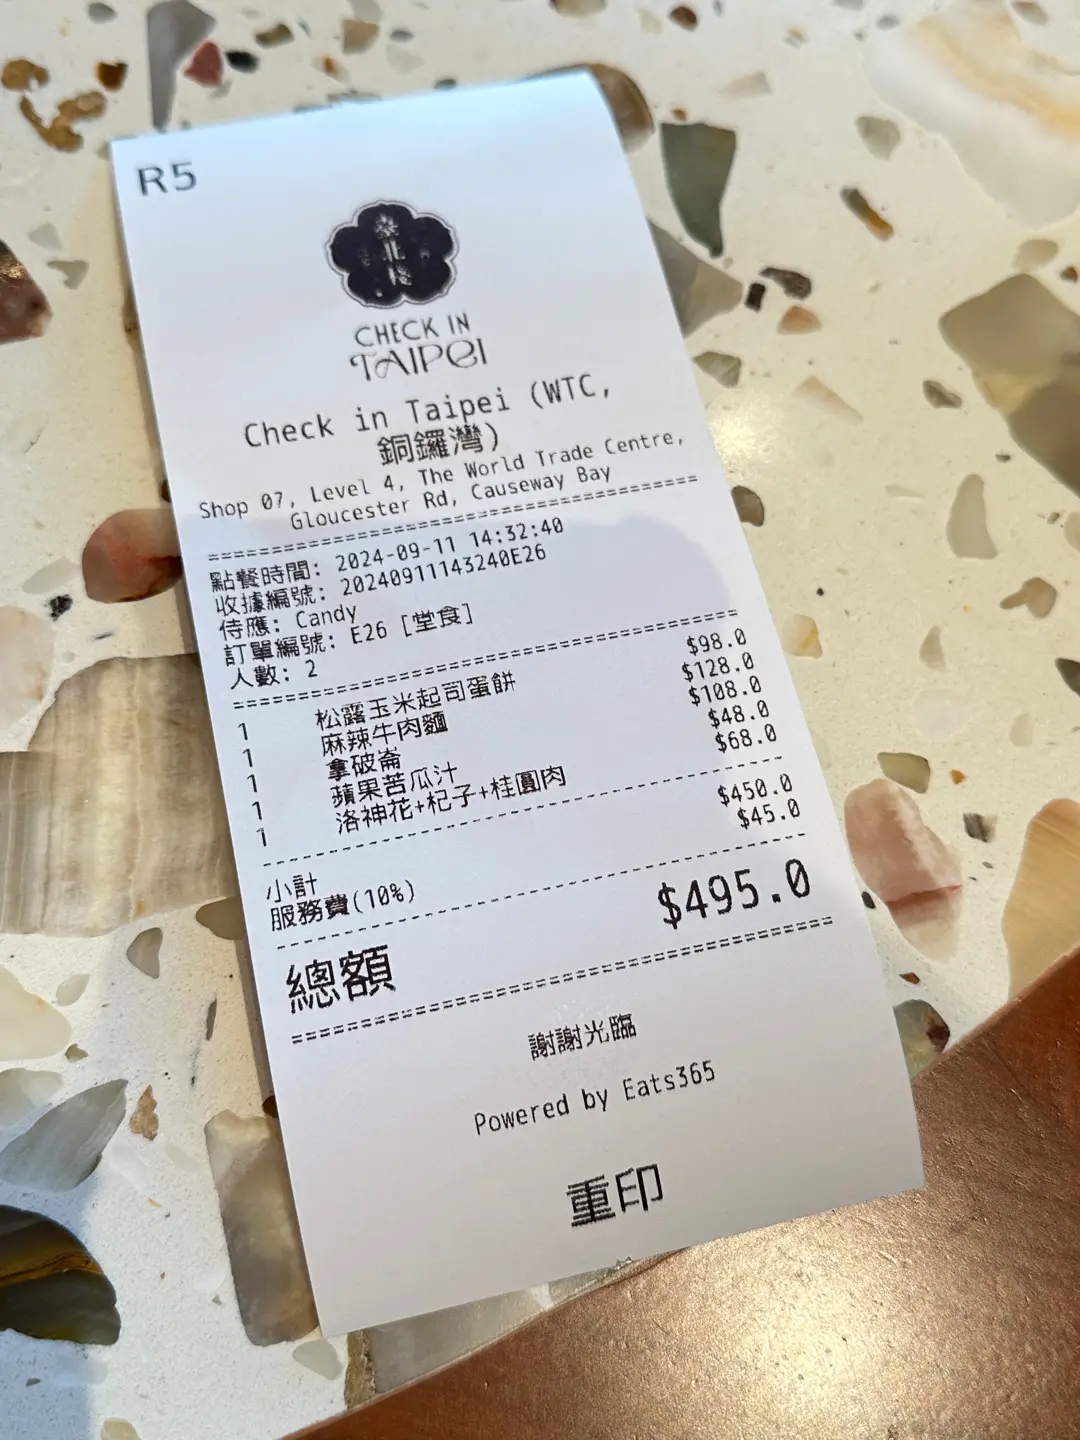 R5
臺北棧
CHECK IN
TAIPEI
Check in Taipei (WTC,
銅鑼灣)
Shop 07, Level 4, The World Trade Centre,
Gloucester Rd, Causeway Bay
點餐時間: 2024-09-11 14:32:40
收據編號: 20240911143240E26
侍應: Candy
訂單編號: E26 [堂食]
人數: 2
1 松露玉米起司蛋餅 $98.0
1 麻辣牛肉麵 $128.0
1 拿破崙 $108.0
1 蘋果苦瓜汁 $48.0
1 洛神花+杞子+桂圓肉 $68.0
小計 $450.0
服務費(10%) $45.0
總額 $495.0
謝謝光臨
Powered by Eats365
重印